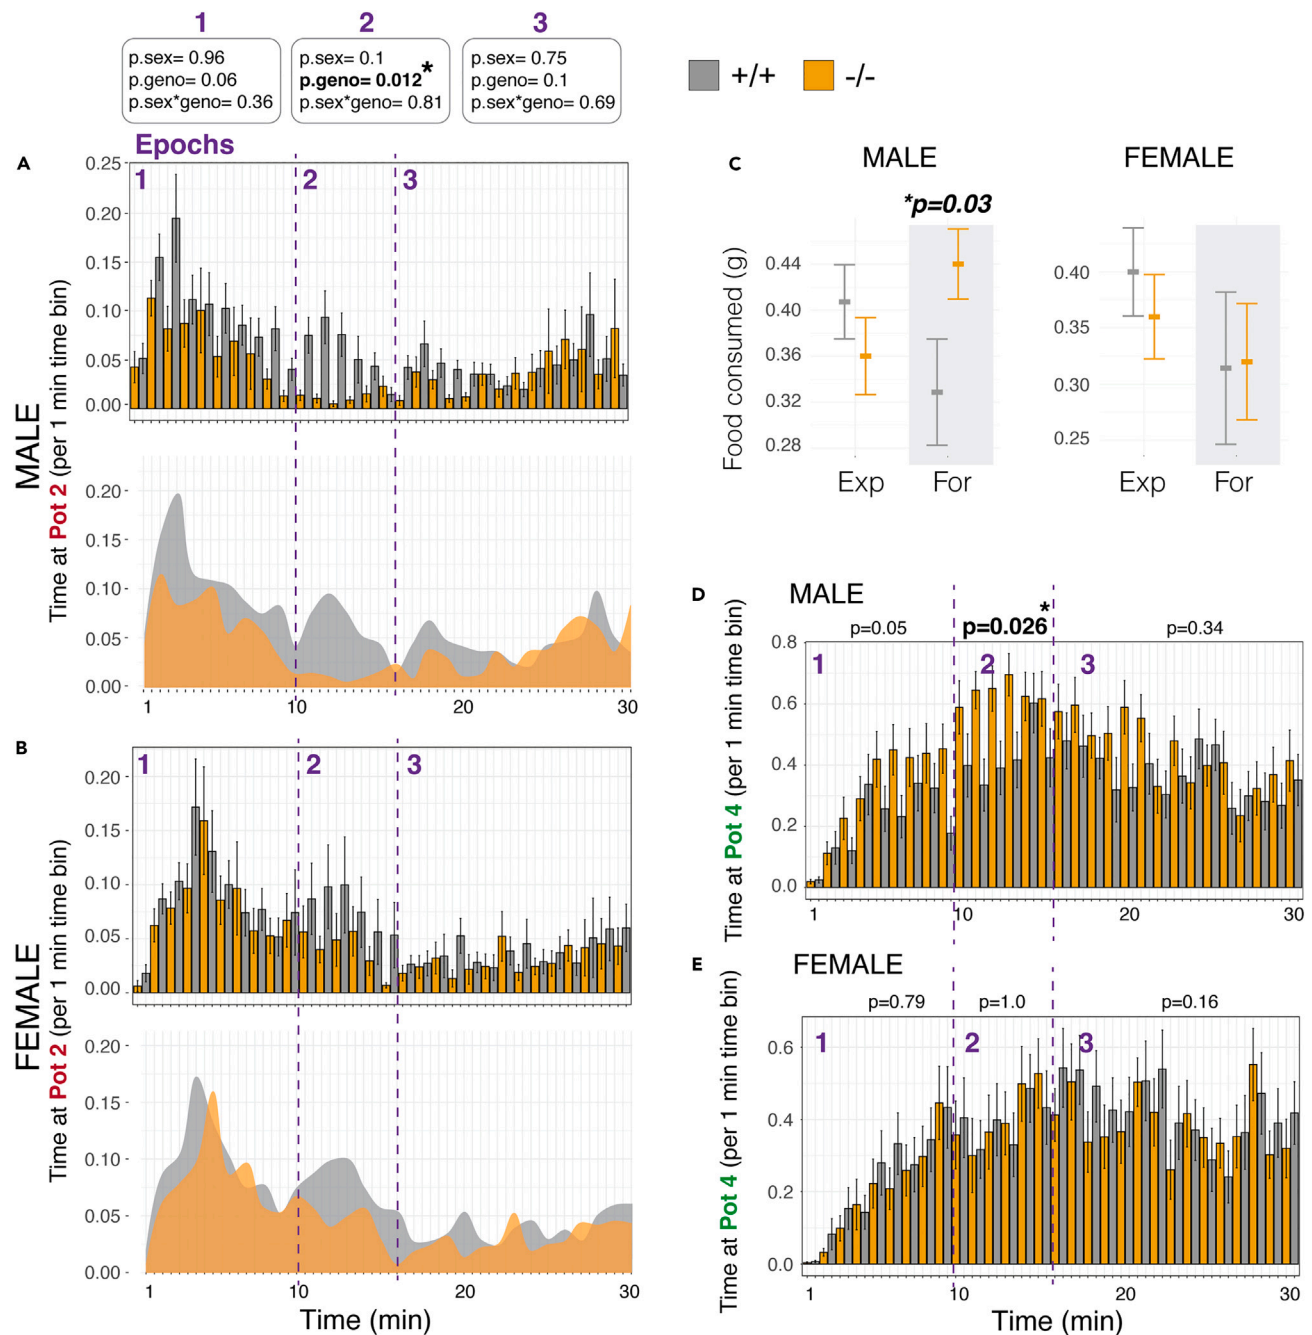 1
2
3
p.sex= 0.96
p.geno= 0.06
p.sex*geno= 0.36
p.sex= 0.1
p.geno= 0.012*
p.sex*geno= 0.81
p.sex= 0.75
p.geno= 0.1
p.sex*geno= 0.69
+/+
-/-
A
Epochs
1
2
3
0.25
0.20
0.15
0.10
0.05
0.00
MALE
Time at Pot 2 (per 1 min time bin)
0.20
0.15
0.10
0.05
0.00
1
10
20
30
B
1
2
3
0.20
0.15
0.10
0.05
0.00
FEMALE
Time at Pot 2 (per 1 min time bin)
0.20
0.15
0.10
0.05
0.00
1
10
20
30
Time (min)
C
MALE
FEMALE
*p=0.03
Food consumed (g)
0.44
0.40
0.36
0.32
0.28
Exp
For
0.40
0.35
0.30
0.25
Exp
For
D
MALE
p=0.05
p=0.026*
p=0.34
1
2
3
0.8
0.6
0.4
0.2
0.0
Time at Pot 4 (per 1 min time bin)
1
10
20
30
E
FEMALE
p=0.79
p=1.0
p=0.16
1
2
3
0.6
0.4
0.2
0.0
Time at Pot 4 (per 1 min time bin)
1
10
20
30
Time (min)